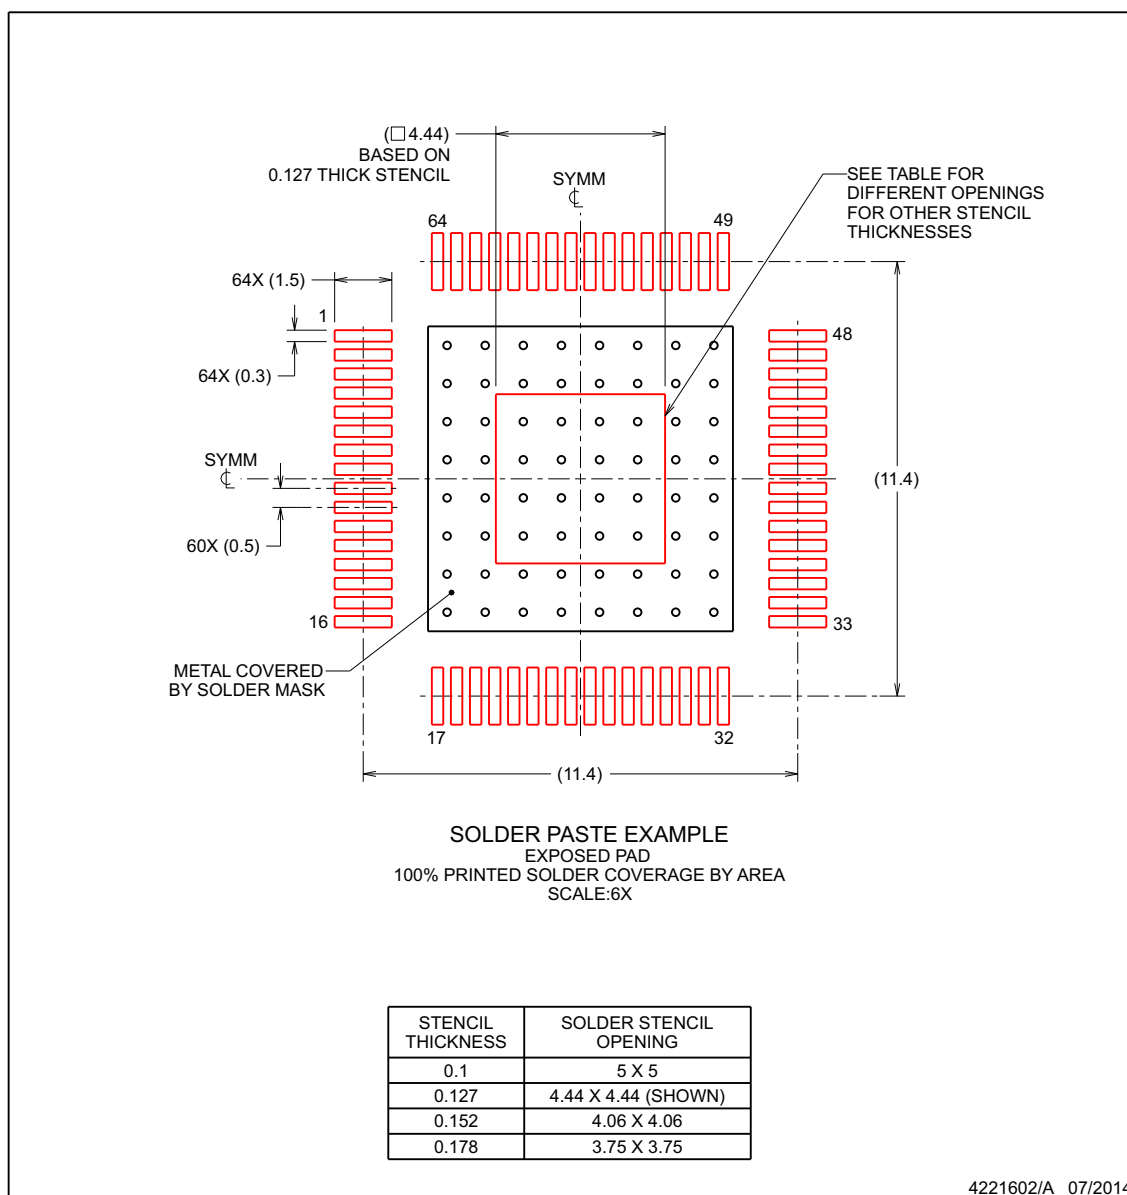 (□4.44)
BASED ON
0.127 THICK STENCIL
SYMM
SEE TABLE FOR
DIFFERENT OPENINGS
FOR OTHER STENCIL
THICKNESSES
64
49
64X (1.5)
1
48
64X (0.3)
SYMM
(11.4)
60X (0.5)
16
33
METAL COVERED
BY SOLDER MASK
17
32
(11.4)
SOLDER PASTE EXAMPLE
EXPOSED PAD
100% PRINTED SOLDER COVERAGE BY AREA
SCALE:6X
STENCIL
THICKNESS
SOLDER STENCIL
OPENING
0.1
5 X 5
0.127
4.44 X 4.44 (SHOWN)
0.152
4.06 X 4.06
0.178
3.75 X 3.75
4221602/A 07/2014